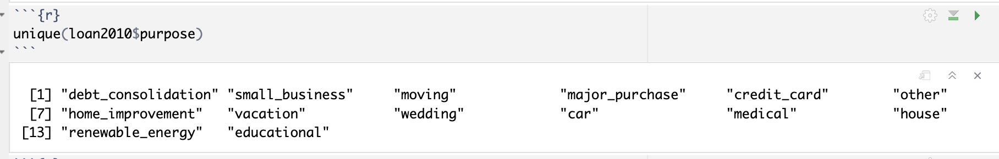 ```{r}
unique(loan2010$purpose)
```
[1] "debt_consolidation" "small_business" "moving" "major_purchase" "credit_card" "other"
[7] "home_improvement" "vacation" "wedding" "car" "medical" "house"
[13] "renewable_energy" "educational"